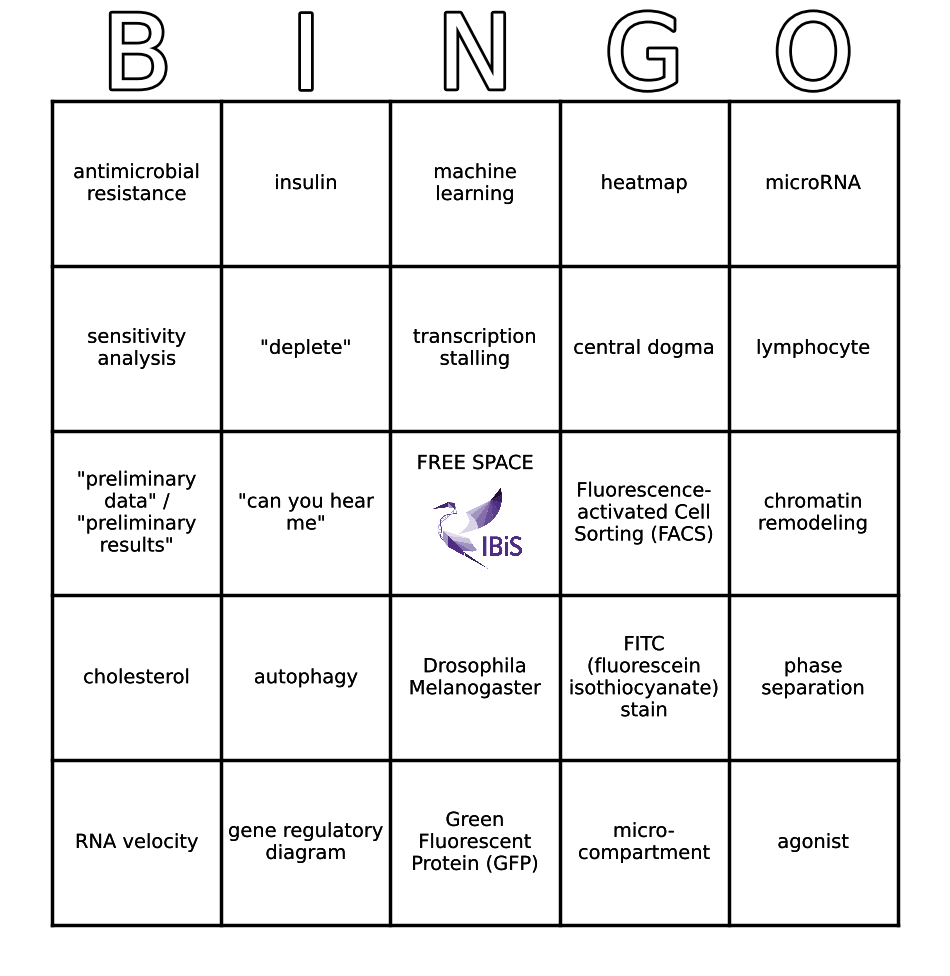 B I N G O
antimicrobial
resistance
insulin
machine
learning
heatmap
microRNA
sensitivity
analysis
"deplete"
transcription
stalling
central dogma
lymphocyte
"preliminary
data" /
"preliminary
results"
"can you hear
me"
FREE SPACE
IBiS
Fluorescence-
activated Cell
Sorting (FACS)
chromatin
remodeling
cholesterol
autophagy
Drosophila
Melanogaster
FITC
(fluorescein
isothiocyanate)
stain
phase
separation
RNA velocity
gene regulatory
diagram
Green
Fluorescent
Protein (GFP)
micro-
compartment
agonist